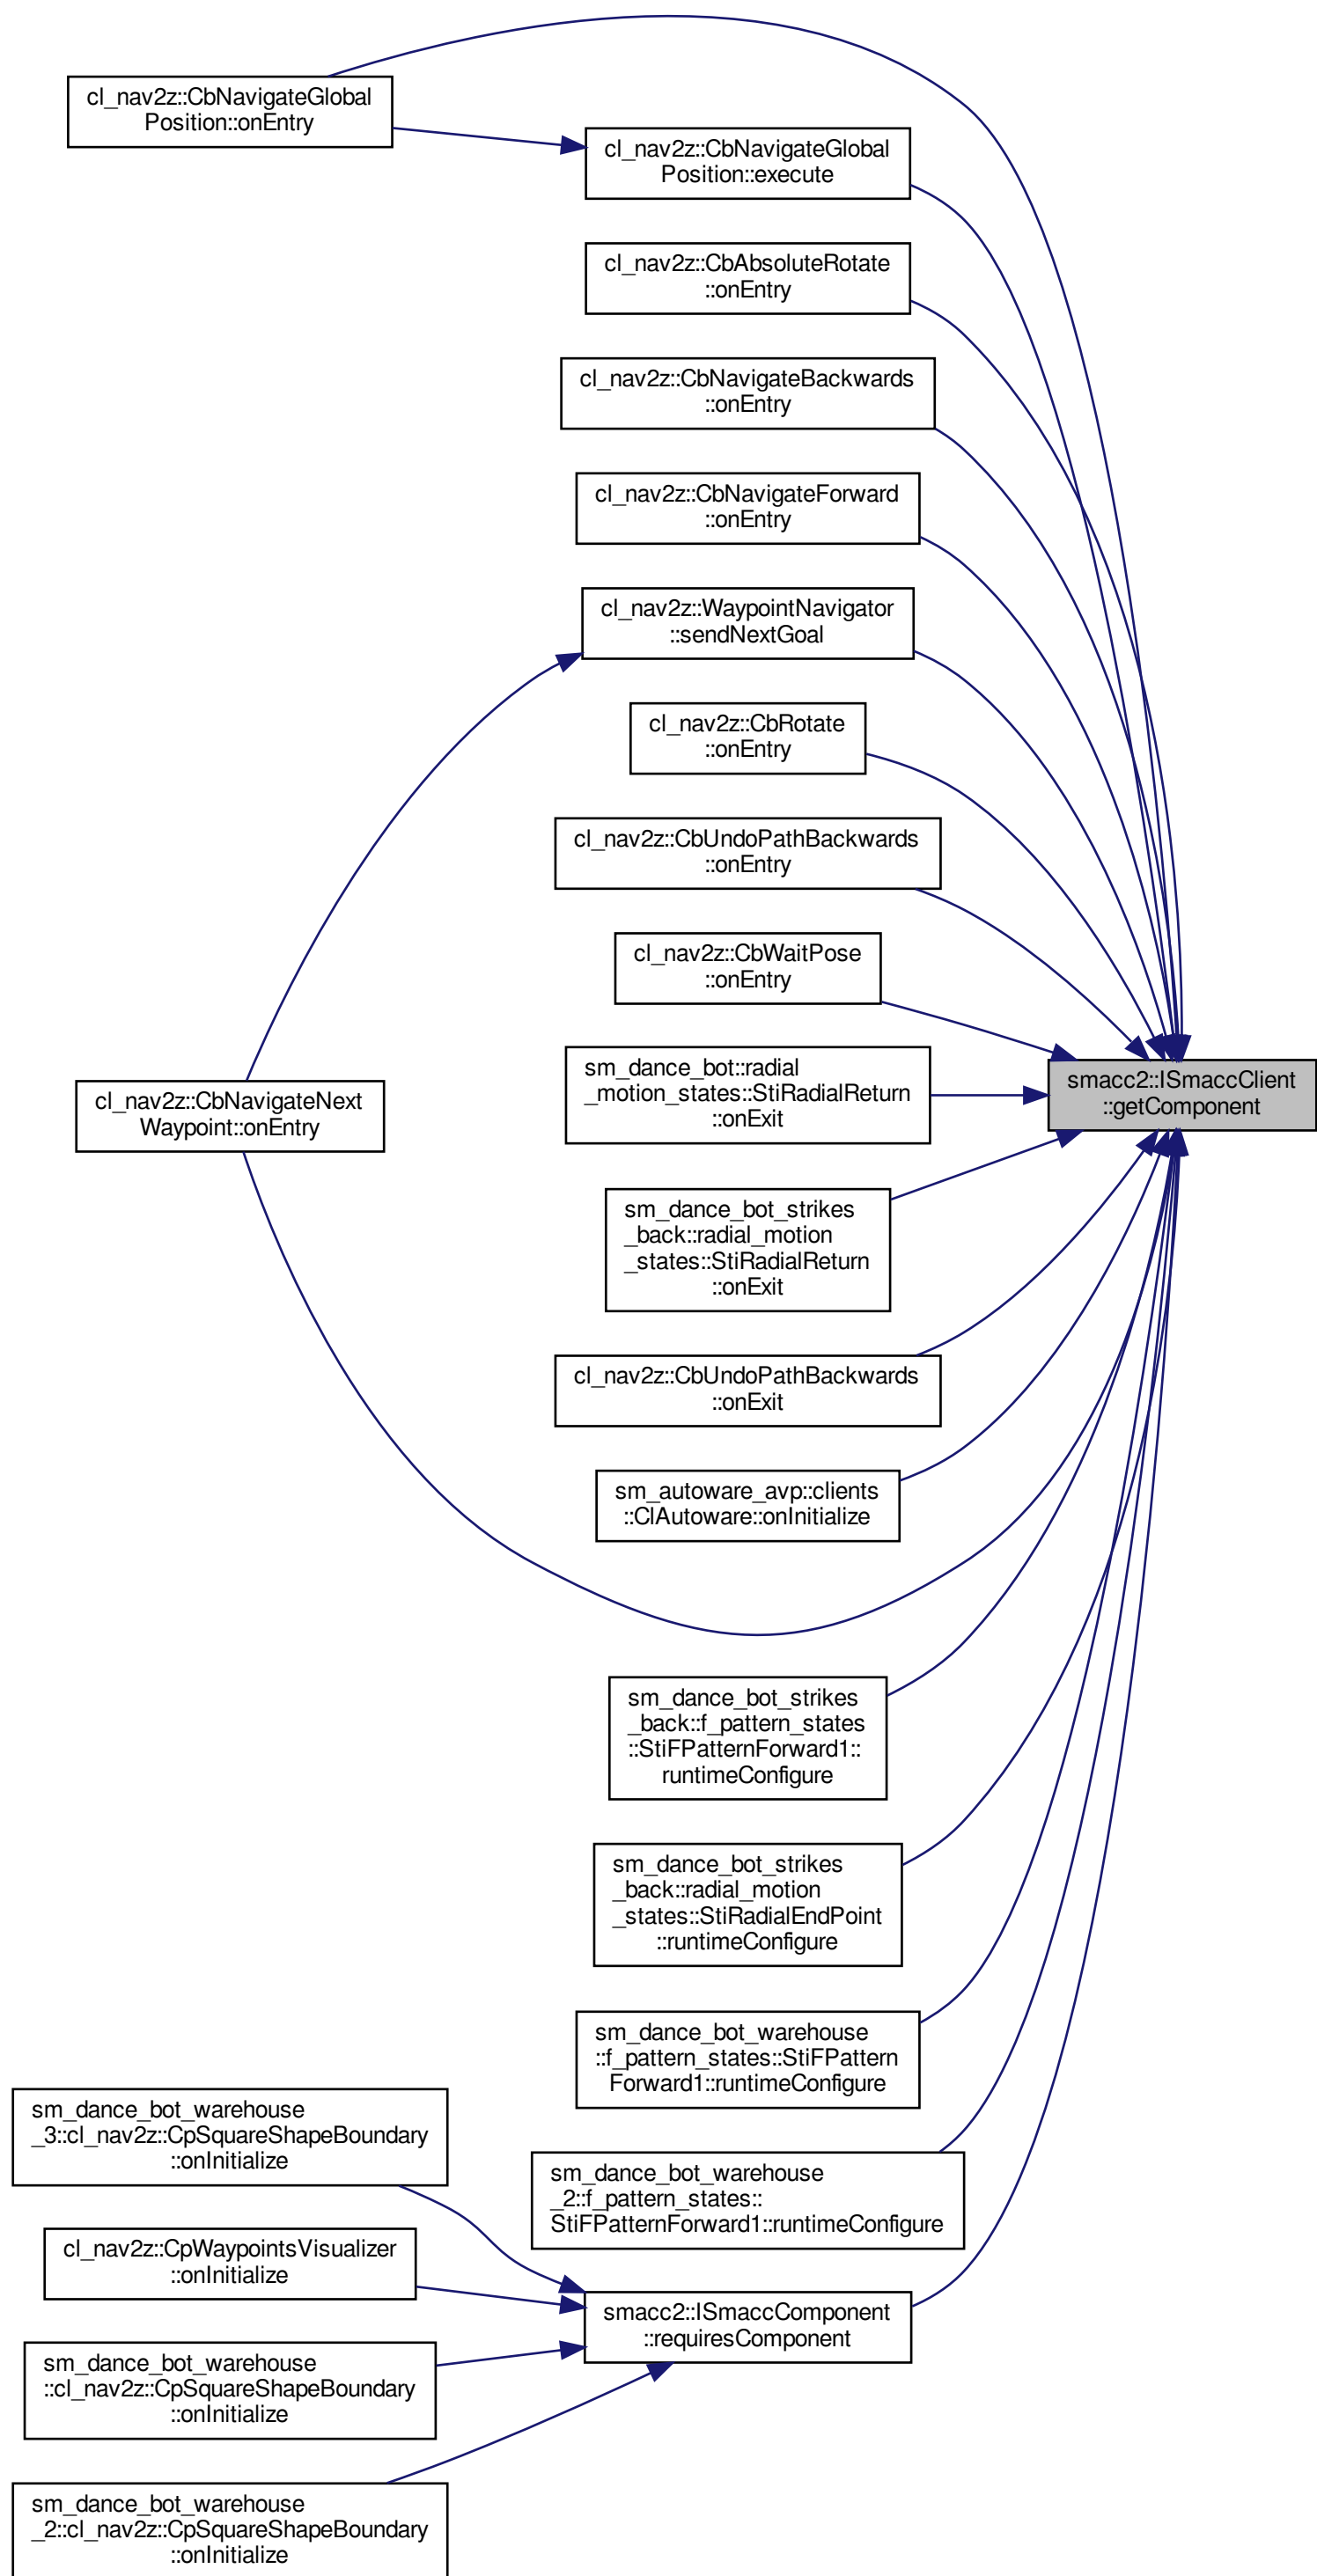 cl_nav2z::CbNavigateGlobal
Position::onEntry
cl_nav2z::CbNavigateGlobal
Position::execute
cl_nav2z::CbAbsoluteRotate
::onEntry
cl_nav2z::CbNavigateBackwards
::onEntry
cl_nav2z::CbNavigateForward
::onEntry
cl_nav2z::WaypointNavigator
::sendNextGoal
cl_nav2z::CbRotate
::onEntry
cl_nav2z::CbUndoPathBackwards
::onEntry
cl_nav2z::CbWaitPose
::onEntry
sm_dance_bot::radial
_motion_states::StiRadialReturn
::onExit
smacc2::ISmaccClient
::getComponent
cl_nav2z::CbNavigateNext
Waypoint::onEntry
sm_dance_bot_strikes
_back::radial_motion
_states::StiRadialReturn
::onExit
cl_nav2z::CbUndoPathBackwards
::onExit
sm_autoware_avp::clients
::ClAutoware::onInitialize
sm_dance_bot_strikes
_back::f_pattern_states
::StiFPatternForward1::
runtimeConfigure
sm_dance_bot_strikes
_back::radial_motion
_states::StiRadialEndPoint
::runtimeConfigure
sm_dance_bot_warehouse
::f_pattern_states::StiFPattern
Forward1::runtimeConfigure
sm_dance_bot_warehouse
_3::cl_nav2z::CpSquareShapeBoundary
::onInitialize
sm_dance_bot_warehouse
_2::f_pattern_states::
StiFPatternForward1::runtimeConfigure
cl_nav2z::CpWaypointsVisualizer
::onInitialize
smacc2::ISmaccComponent
::requiresComponent
sm_dance_bot_warehouse
::cl_nav2z::CpSquareShapeBoundary
::onInitialize
sm_dance_bot_warehouse
_2::cl_nav2z::CpSquareShapeBoundary
::onInitialize